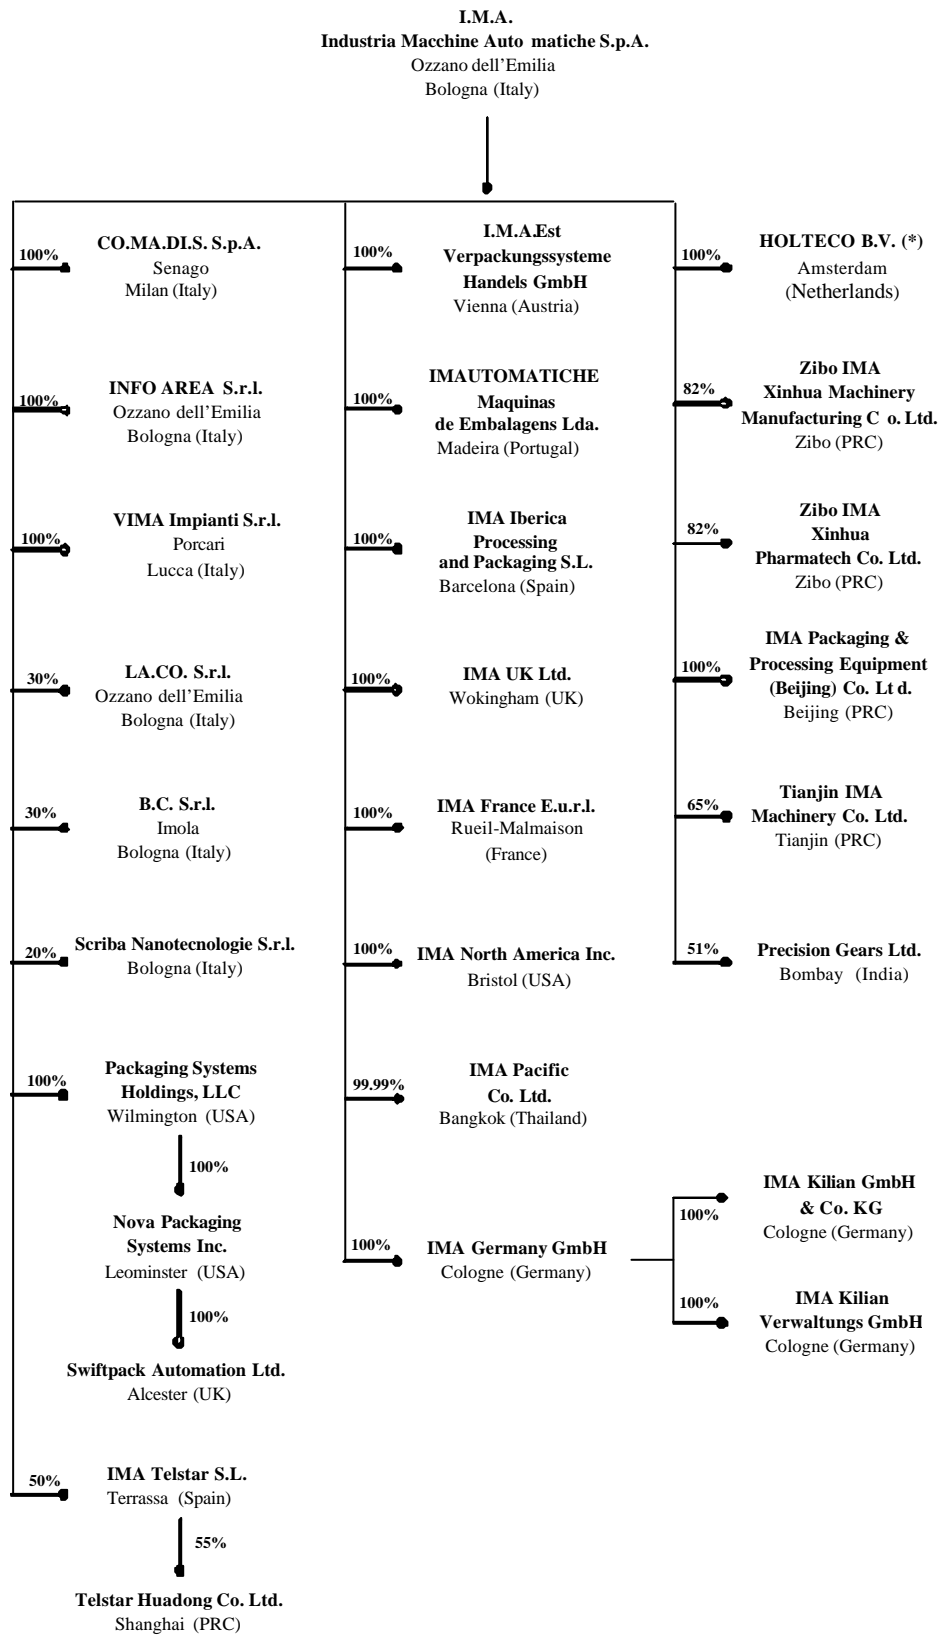 I.M.A.
Industria Macchine Auto matiche S.p.A.
Ozzano dell'Emilia
Bologna (Italy)
100%
CO.MA.DI.S. S.p.A.
Senago
Milan (Italy)
100%
INFO AREA S.r.l.
Ozzano dell'Emilia
Bologna (Italy)
100%
VIMA Impianti S.r.l.
Porcari
Lucca (Italy)
30%
LA.CO. S.r.l.
Ozzano dell'Emilia
Bologna (Italy)
30%
B.C. S.r.l.
Imola
Bologna (Italy)
20%
Scriba Nanotecnologie S.r.l.
Bologna (Italy)
100%
Packaging Systems
Holdings, LLC
Wilmington (USA)
100%
Nova Packaging
Systems Inc.
Leominster (USA)
100%
Swiftpack Automation Ltd.
Alcester (UK)
50%
IMA Telstar S.L.
Terrassa (Spain)
55%
Telstar Huadong Co. Ltd.
Shanghai (PRC)
100%
I.M.A.Est
Verpackungssysteme
Handels GmbH
Vienna (Austria)
100%
IMAUTOMATICHE
Maquinas
de Embalagens Lda.
Madeira (Portugal)
100%
IMA Iberica
Processing
and Packaging S.L.
Barcelona (Spain)
100%
IMA UK Ltd.
Wokingham (UK)
100%
IMA France E.u.r.l.
Rueil-Malmaison
(France)
100%
IMA North America Inc.
Bristol (USA)
99.99%
IMA Pacific
Co. Ltd.
Bangkok (Thailand)
100%
IMA Germany GmbH
Cologne (Germany)
100%
IMA Kilian GmbH
& Co. KG
Cologne (Germany)
100%
IMA Kilian
Verwaltungs GmbH
Cologne (Germany)
100%
HOLTECO B.V. (*)
Amsterdam
(Netherlands)
82%
Zibo IMA
Xinhua Machinery
Manufacturing C o. Ltd.
Zibo (PRC)
82%
Zibo IMA
Xinhua
Pharmatech Co. Ltd.
Zibo (PRC)
100%
IMA Packaging &
Processing Equipment
(Beijing) Co. Lt d.
Beijing (PRC)
65%
Tianjin IMA
Machinery Co. Ltd.
Tianjin (PRC)
51%
Precision Gears Ltd.
Bombay (India)